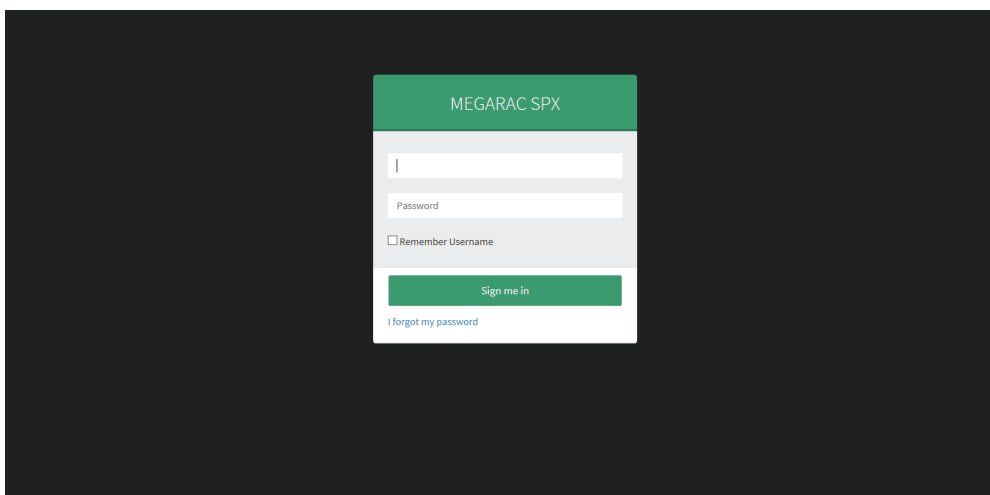 MEGARAC SPX
Password
Remember Username
Sign me in
I forgot my password